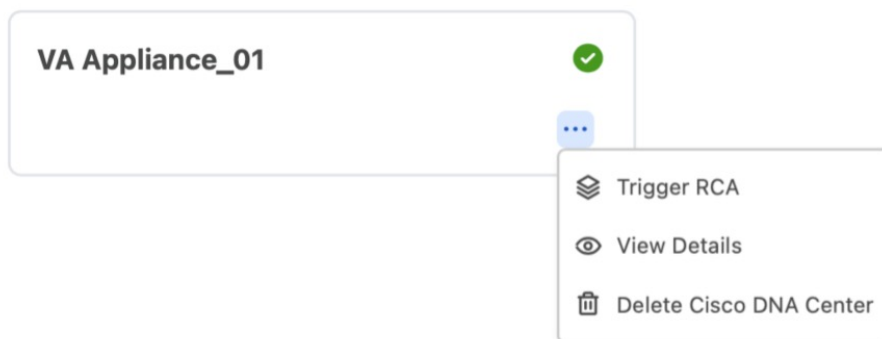 VA Appliance_01
Trigger RCA
View Details
Delete Cisco DNA Center